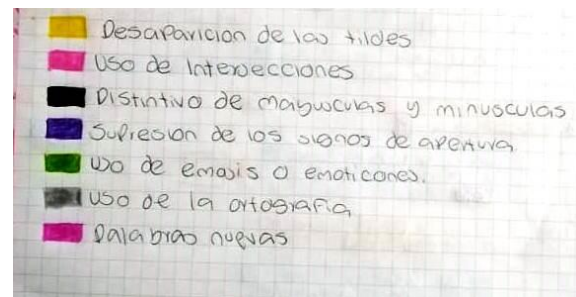 Desaparicion de las tildes
Uso de Intersecciones
Distintivo de mayusculas y minusculas
Supresion de los signos de apertura.
Uso de emojis o emoticones.
Uso de la ortografia
Palabras nuevas